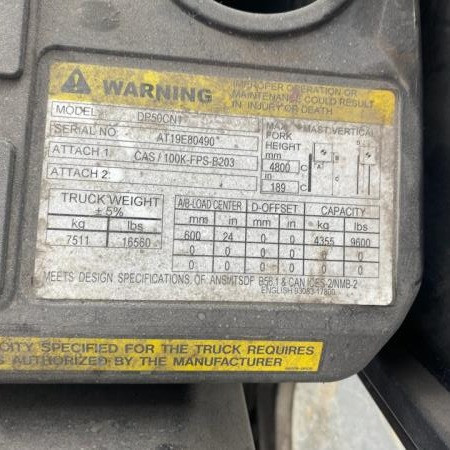 WARNING
IMPROPER OPERATION OR
MAINTENANCE COULD RESULT
IN INJURY OR DEATH
MODEL: DP50CN1
SERIAL NO: AT19E80490
ATTACH 1: CAS / 100K-FPS-B203
ATTACH 2:
MAX FORK HEIGHT
MAST VERTICAL
mm
4800
in
189
TRUCK WEIGHT
± 5%
kg lbs
7511 16560
A/B-LOAD CENTER D-OFFSET CAPACITY
mm in mm in kg lbs
600 24 0 0 4355 9600
0 0 0 0 0 0
0 0 0 0 0 0
MEETS DESIGN SPECIFICATIONS OF ANSI/ITSDF B56.1 & CAN ICES-2/NMB-2
ENGLISH 93083-17800
CITY SPECIFIED FOR THE TRUCK REQUIRES
S AUTHORIZED BY THE MANUFACTURER